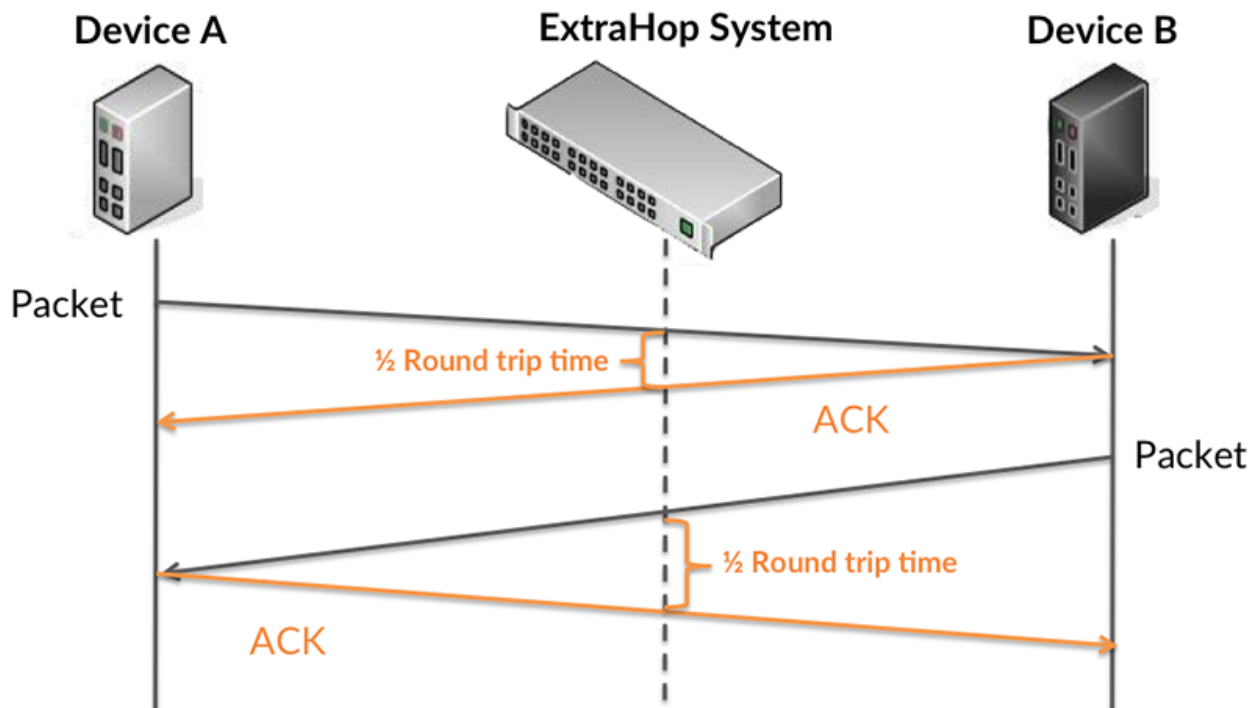 Device A
ExtraHop System
Device B
Packet
½ Round trip time
ACK
Packet
½ Round trip time
ACK